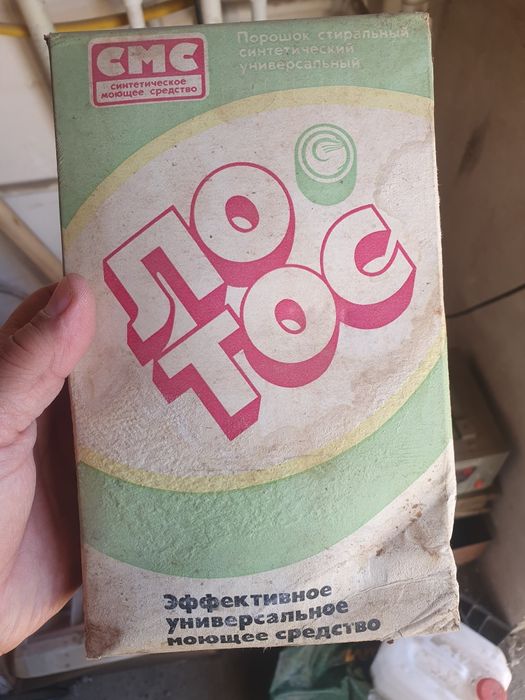 СМС
синтетическое
моющее средство
Порошок стиральный
синтетический
универсальный
ЛО
ТОС
Эффективное
универсальное
моющее средство